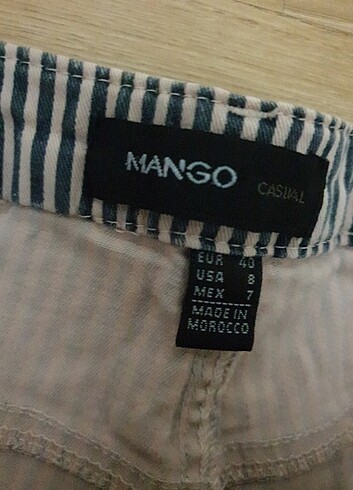 MANGO CASUAL
EUR 40
USA 8
MEX 7
MADE IN
MOROCCO